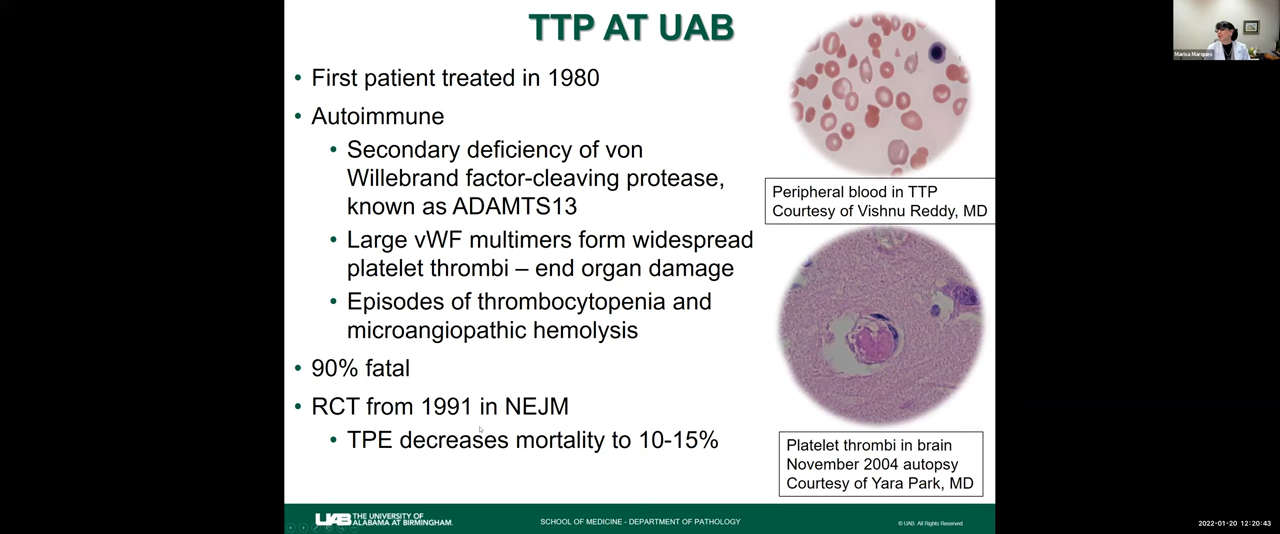 TTP AT UAB
• First patient treated in 1980
• Autoimmune
• Secondary deficiency of von
Willebrand factor-cleaving protease,
known as ADAMTS13
• Large vWF multimers form widespread
platelet thrombi – end organ damage
• Episodes of thrombocytopenia and
microangiopathic hemolysis
• 90% fatal
• RCT from 1991 in NEJM
• TPE decreases mortality to 10-15%
Peripheral blood in TTP
Courtesy of Vishnu Reddy, MD
Platelet thrombi in brain
November 2004 autopsy
Courtesy of Yara Park, MD
Marisa Marques
UAB THE UNIVERSITY OF
ALABAMA AT BIRMINGHAM.
SCHOOL OF MEDICINE - DEPARTMENT OF PATHOLOGY
© UAB. All Rights Reserved.
2022-01-20 12:20:43